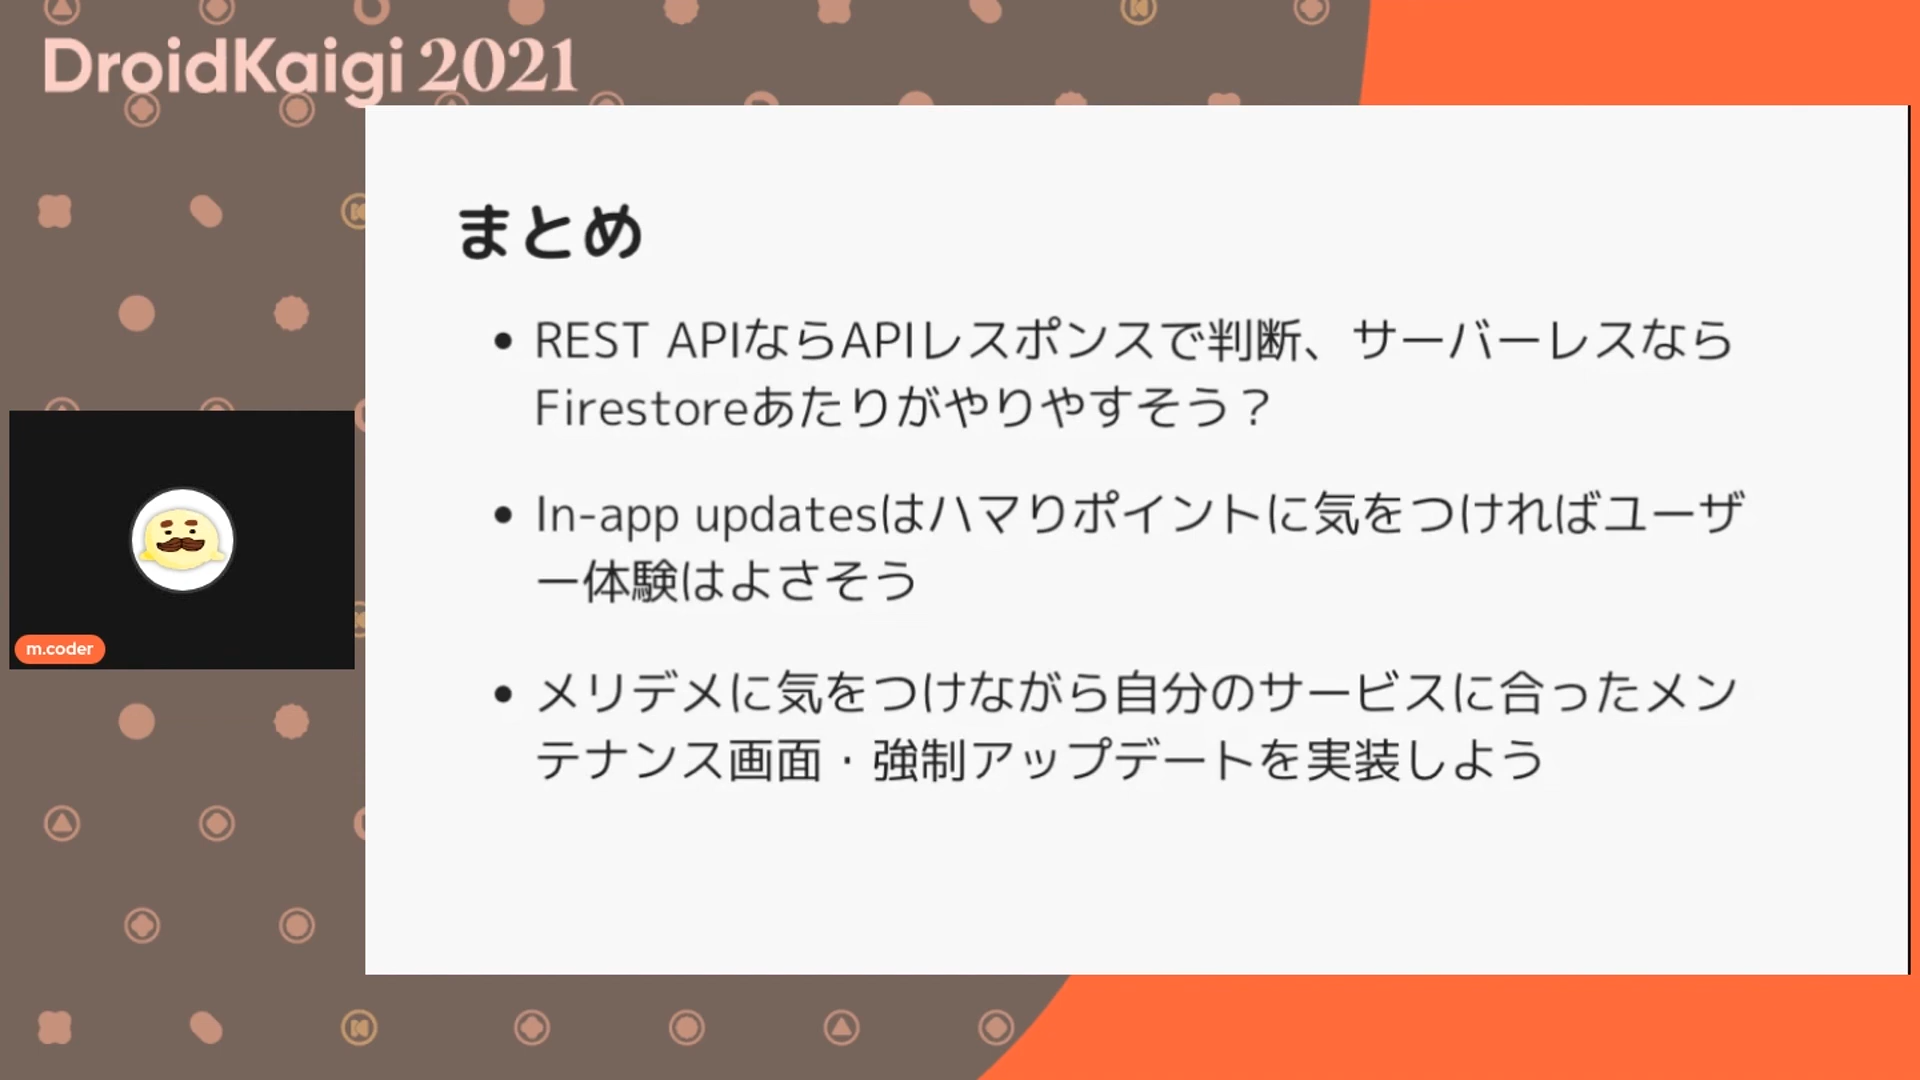 DroidKaigi 2021
まとめ
• REST APIならAPIレスポンスで判断、サーバーレスなら
Firestoreあたりがやりやすそう？
• In-app updatesはハマりポイントに気をつければユーザ
ー体験はよさそう
• メリデメに気をつけながら自分のサービスに合ったメン
テナンス画面・強制アップデートを実装しよう
m.coder